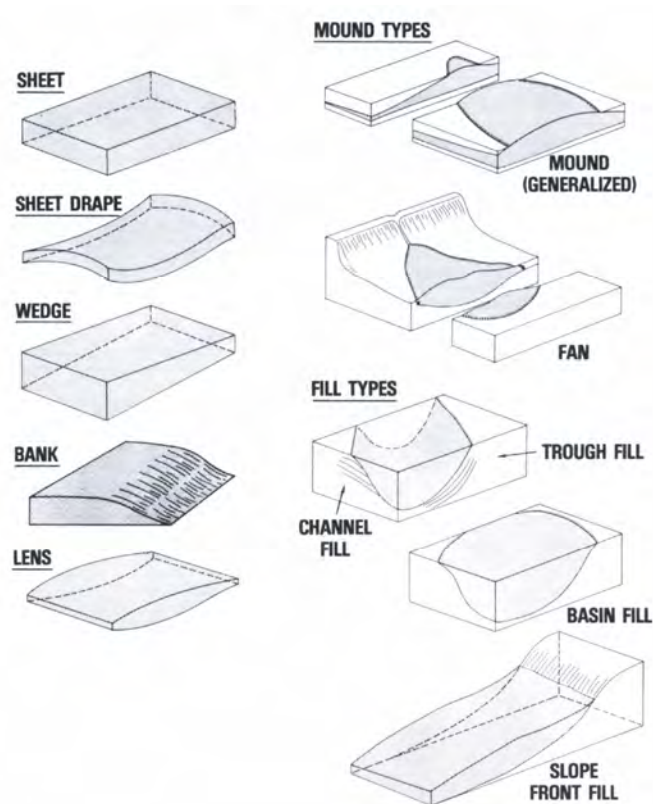 SHEET
SHEET DRAPE
WEDGE
BANK
LENS
MOUND TYPES
MOUND
(GENERALIZED)
FAN
FILL TYPES
TROUGH FILL
CHANNEL
FILL
BASIN FILL
SLOPE
FRONT FILL